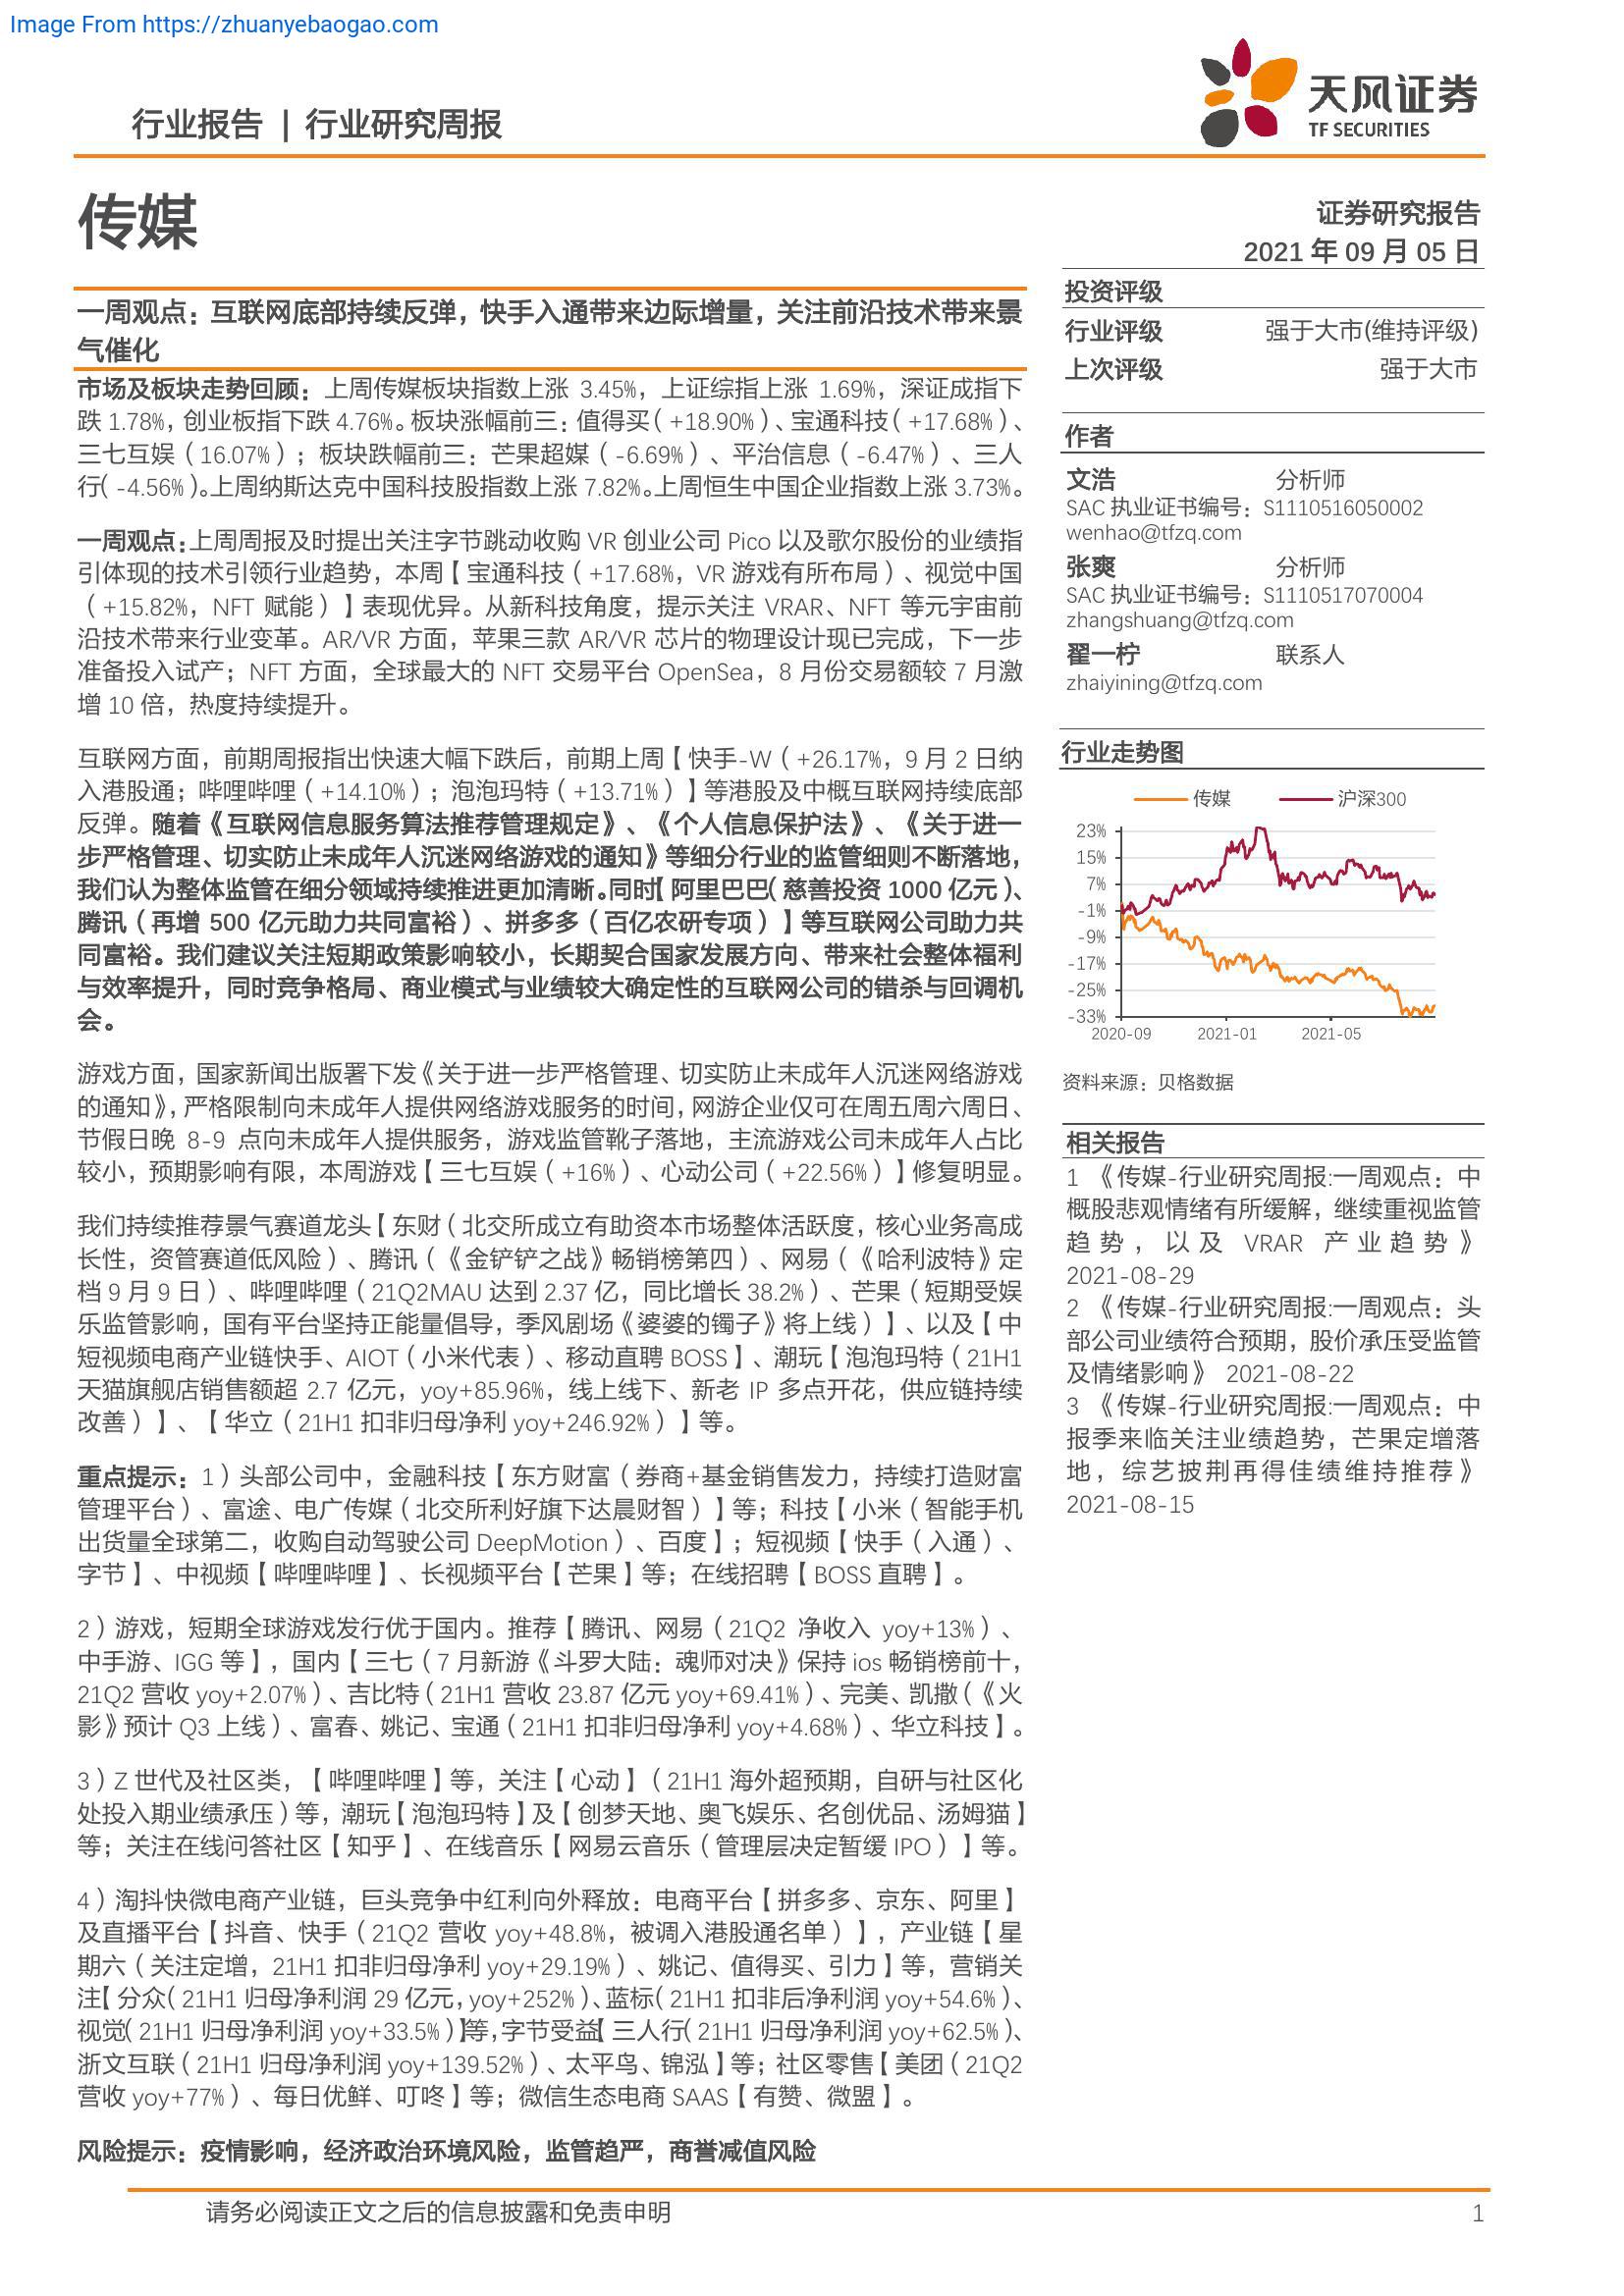 Image From https://zhuanyebaogao.com
行业报告 | 行业研究周报
天风证券
TF SECURITIES
传媒
证券研究报告
2021 年 09 月 05 日
一周观点：互联网底部持续反弹，快手入通带来边际增量，关注前沿技术带来景
气催化
市场及板块走势回顾：上周传媒板块指数上涨 3.45%，上证综指上涨 1.69%，深证成指下
跌 1.78%，创业板指下跌 4.76%。板块涨幅前三：值得买（+18.90%）、宝通科技（+17.68%）、
三七互娱（16.07%）；板块跌幅前三：芒果超媒（-6.69%）、平治信息（-6.47%）、三人
行（-4.56%）。上周纳斯达克中国科技股指数上涨 7.82%。上周恒生中国企业指数上涨 3.73%。
一周观点：上周周报及时提出关注字节跳动收购 VR 创业公司 Pico 以及歌尔股份的业绩指
引体现的技术引领行业趋势，本周【宝通科技（+17.68%，VR 游戏有所布局）、视觉中国
（+15.82%，NFT 赋能）】表现优异。从新科技角度，提示关注 VRAR、NFT 等元宇宙前
沿技术带来行业变革。AR/VR 方面，苹果三款 AR/VR 芯片的物理设计现已完成，下一步
准备投入试产；NFT 方面，全球最大的 NFT 交易平台 OpenSea，8 月份交易额较 7 月激
增 10 倍，热度持续提升。
互联网方面，前期周报指出快速大幅下跌后，前期上周【快手-W（+26.17%，9 月 2 日纳
入港股通；哔哩哔哩（+14.10%）；泡泡玛特（+13.71%）】等港股及中概互联网持续底部
反弹。随着《互联网信息服务算法推荐管理规定》、《个人信息保护法》、《关于进一
步严格管理、切实防止未成年人沉迷网络游戏的通知》等细分行业的监管细则不断落地，
我们认为整体监管在细分领域持续推进更加清晰。同时【阿里巴巴（慈善投资 1000 亿元）、
腾讯（再增 500 亿元助力共同富裕）、拼多多（百亿农研专项）】等互联网公司助力共
同富裕。我们建议关注短期政策影响较小，长期契合国家发展方向、带来社会整体福利
与效率提升，同时竞争格局、商业模式与业绩较大确定性的互联网公司的错杀与回调机
会。
游戏方面，国家新闻出版署下发《关于进一步严格管理、切实防止未成年人沉迷网络游戏
的通知》，严格限制向未成年人提供网络游戏服务的时间，网游企业仅可在周五周六周日、
节假日晚 8-9 点向未成年人提供服务，游戏监管靴子落地，主流游戏公司未成年人占比
较小，预期影响有限，本周游戏【三七互娱（+16%）、心动公司（+22.56%）】修复明显。
我们持续推荐景气赛道龙头【东财（北交所成立有助资本市场整体活跃度，核心业务高成
长性，资管赛道低风险）、腾讯（《金铲铲之战》畅销榜第四）、网易（《哈利波特》定
档 9 月 9 日）、哔哩哔哩（21Q2MAU 达到 2.37 亿，同比增长 38.2%）、芒果（短期受娱
乐监管影响，国有平台坚持正能量倡导，季风剧场《婆婆的镯子》将上线）】、以及【中
短视频电商产业链快手、AIOT（小米代表）、移动直聘 BOSS】、潮玩【泡泡玛特（21H1
天猫旗舰店销售额超 2.7 亿元，yoy+85.96%，线上线下、新老 IP 多点开花，供应链持续
改善）】、【华立（21H1 扣非归母净利 yoy+246.92%）】等。
重点提示：1）头部公司中，金融科技【东方财富（券商+基金销售发力，持续打造财富
管理平台）、富途、电广传媒（北交所利好旗下达晨财智）】等；科技【小米（智能手机
出货量全球第二，收购自动驾驶公司 DeepMotion）、百度】；短视频【快手（入通）、
字节】、中视频【哔哩哔哩】、长视频平台【芒果】等；在线招聘【BOSS 直聘】。
2）游戏，短期全球游戏发行优于国内。推荐【腾讯、网易（21Q2 净收入 yoy+13%）、
中手游、IGG 等】，国内【三七（7 月新游《斗罗大陆：魂师对决》保持 ios 畅销榜前十，
21Q2 营收 yoy+2.07%）、吉比特（21H1 营收 23.87 亿元 yoy+69.41%）、完美、凯撒（《火
影》预计 Q3 上线）、富春、姚记、宝通（21H1 扣非归母净利 yoy+4.68%）、华立科技】。
3）Z 世代及社区类，【哔哩哔哩】等，关注【心动】（21H1 海外超预期，自研与社区化
处投入期业绩承压）等，潮玩【泡泡玛特】及【创梦天地、奥飞娱乐、名创优品、汤姆猫】
等；关注在线问答社区【知乎】、在线音乐【网易云音乐（管理层决定暂缓 IPO）】等。
4）淘抖快微电商产业链，巨头竞争中红利向外释放：电商平台【拼多多、京东、阿里】
及直播平台【抖音、快手（21Q2 营收 yoy+48.8%，被调入港股通名单）】，产业链【星
期六（关注定增，21H1 扣非归母净利 yoy+29.19%）、姚记、值得买、引力】等，营销关
注【分众（21H1 归母净利润 29 亿元，yoy+252%）、蓝标（21H1 扣非后净利润 yoy+54.6%）、
视觉（21H1 归母净利润 yoy+33.5%）】等，字节受益【三人行（21H1 归母净利润 yoy+62.5%）、
浙文互联（21H1 归母净利润 yoy+139.52%）、太平鸟、锦泓】等；社区零售【美团（21Q2
营收 yoy+77%）、每日优鲜、叮咚】等；微信生态电商 SAAS【有赞、微盟】。
风险提示：疫情影响，经济政治环境风险，监管趋严，商誉减值风险
投资评级
行业评级 强于大市(维持评级)
上次评级 强于大市
作者
文浩 分析师
SAC 执业证书编号：S1110516050002
wenhao@tfzq.com
张爽 分析师
SAC 执业证书编号：S1110517070004
zhangshuang@tfzq.com
翟一柠 联系人
zhaiyining@tfzq.com
行业走势图
传媒 沪深300
23%
15%
7%
-1%
-9%
-17%
-25%
-33%
2020-09 2021-01 2021-05
资料来源：贝格数据
相关报告
1 《传媒-行业研究周报:一周观点：中
概股悲观情绪有所缓解，继续重视监管
趋势，以及 VRAR 产业趋势》
2021-08-29
2 《传媒-行业研究周报:一周观点：头
部公司业绩符合预期，股价承压受监管
及情绪影响》 2021-08-22
3 《传媒-行业研究周报:一周观点：中
报季来临关注业绩趋势，芒果定增落
地，综艺披荆再得佳绩维持推荐》
2021-08-15
请务必阅读正文之后的信息披露和免责申明 1